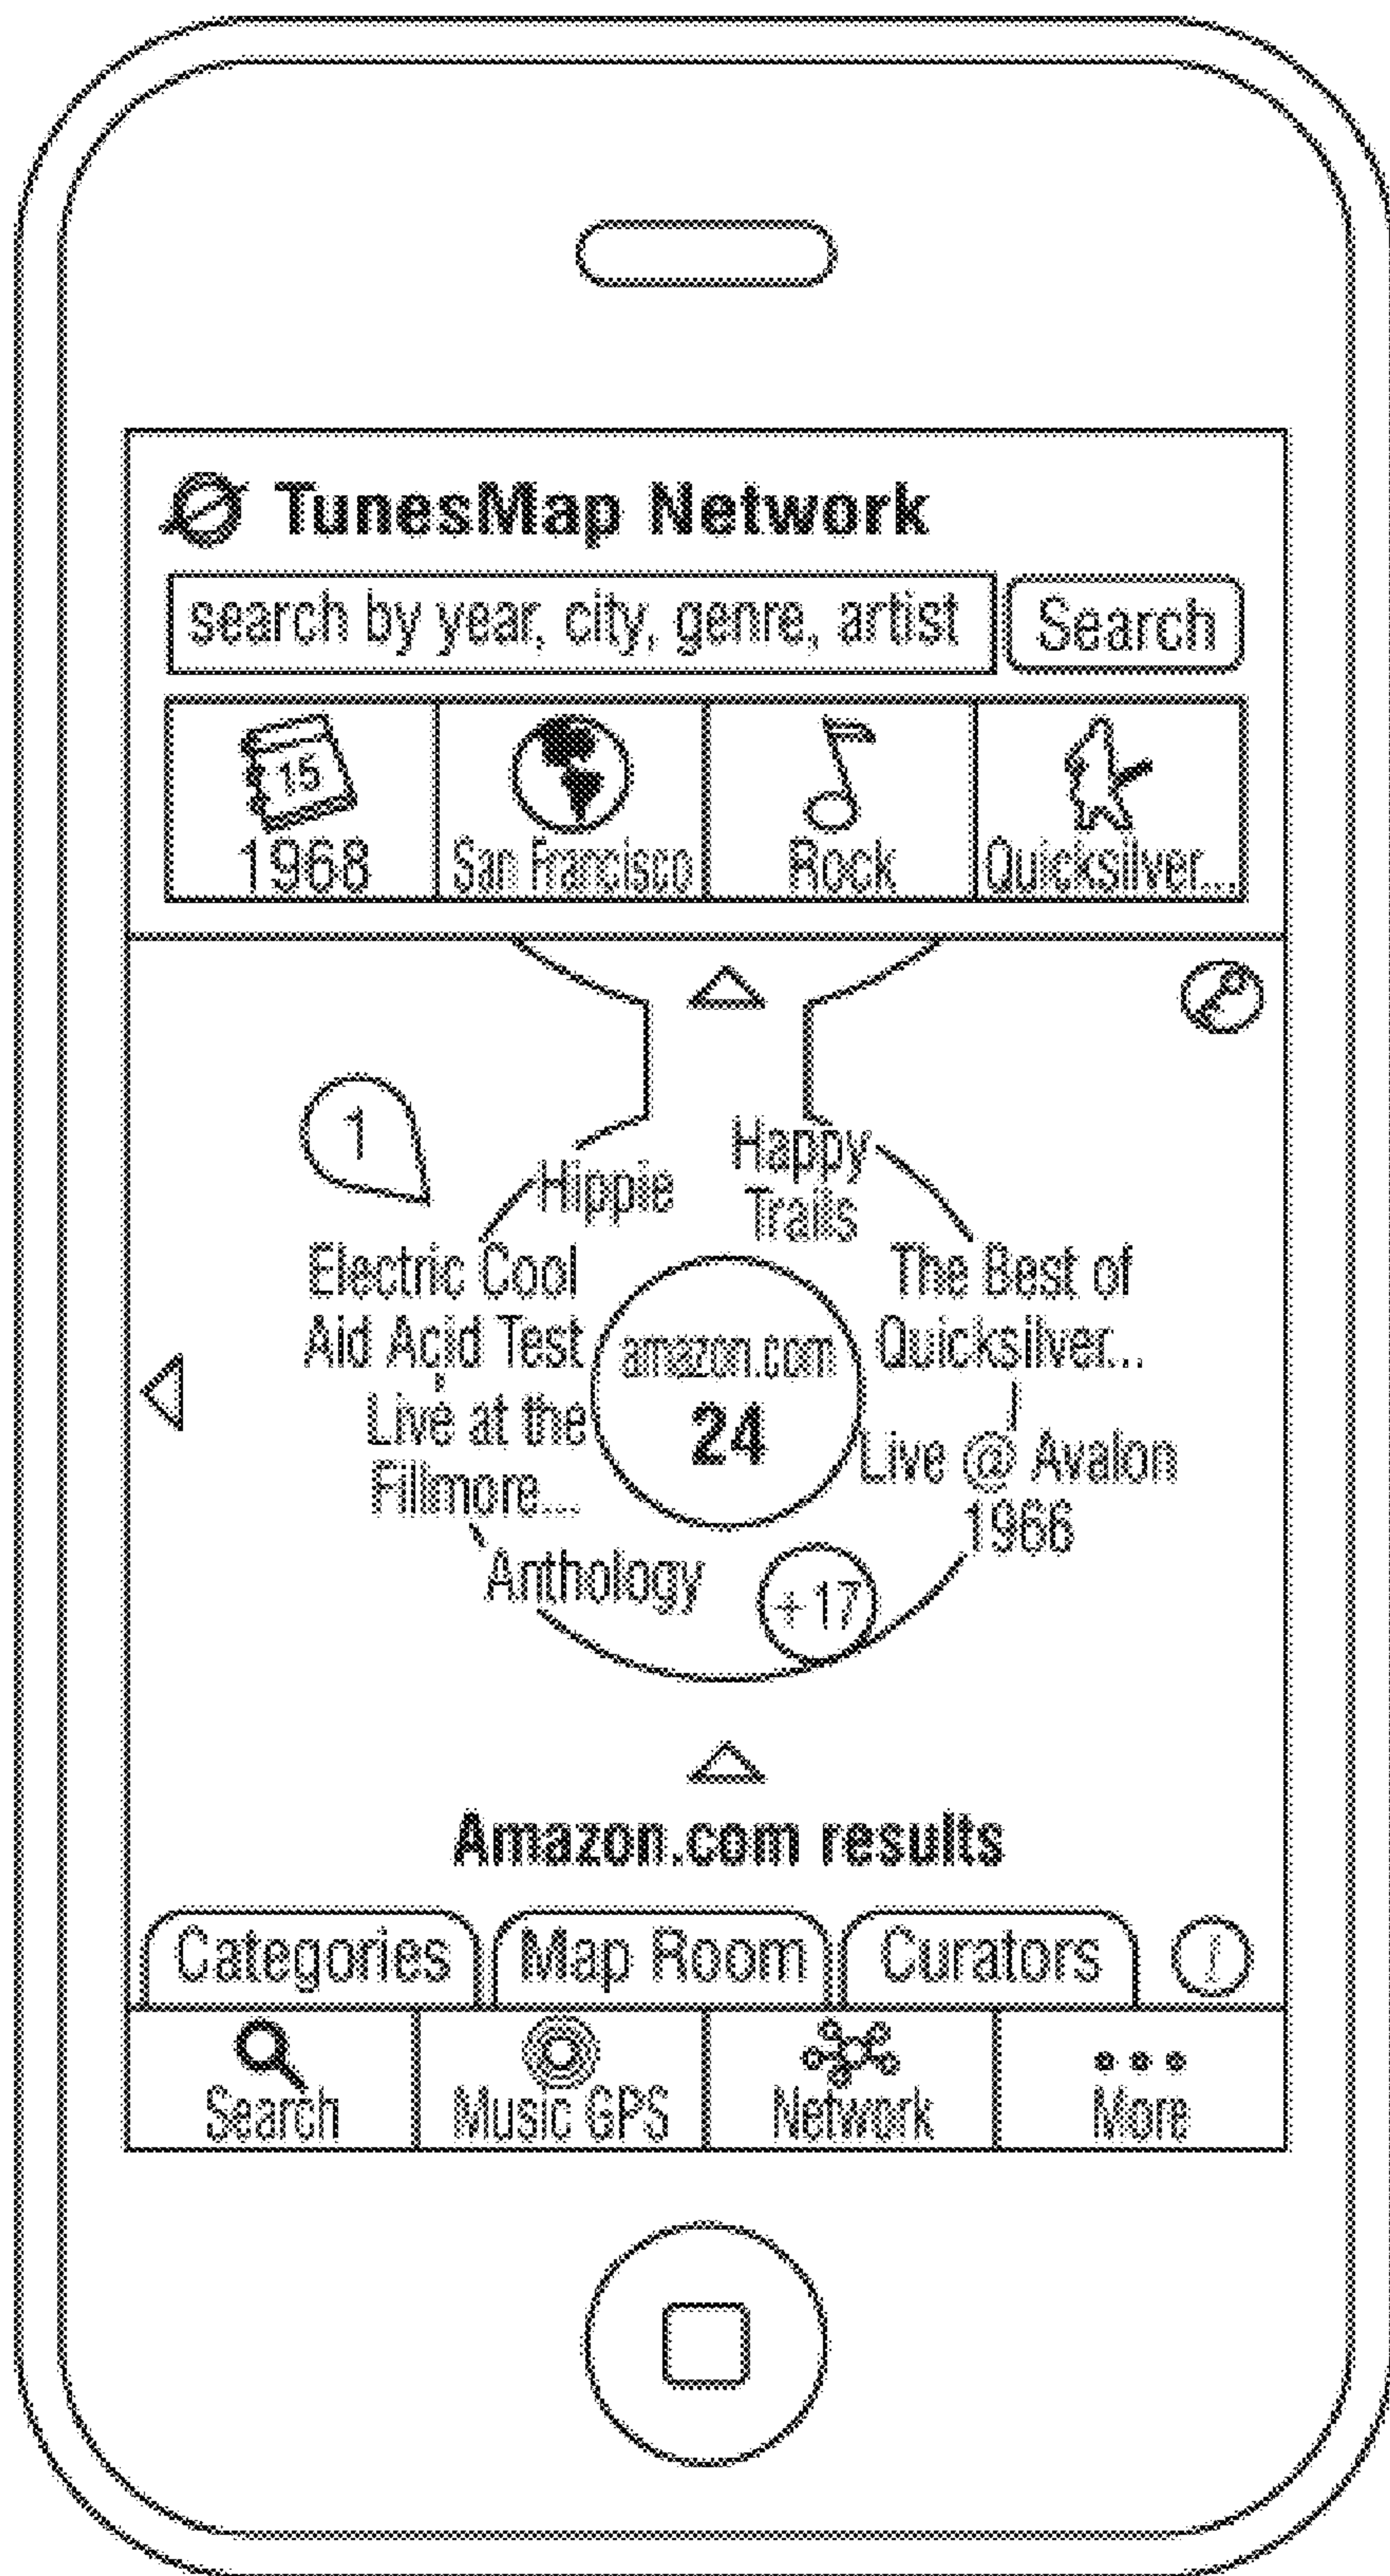 TunesMap Network
search by year, city, genre, artist
Search
15
1968
San Francisco
Rock
Quicksilver...
1
Hippie
Happy
Trails
Electric Cool
Aid Acid Test
The Best of
Quicksilver...
amazon.com
24
Live at the
Fillmore...
Live @ Avalon
1966
Anthology
+17
Amazon.com results
Categories
Map Room
Curators
i
Search
Music GPS
Network
More